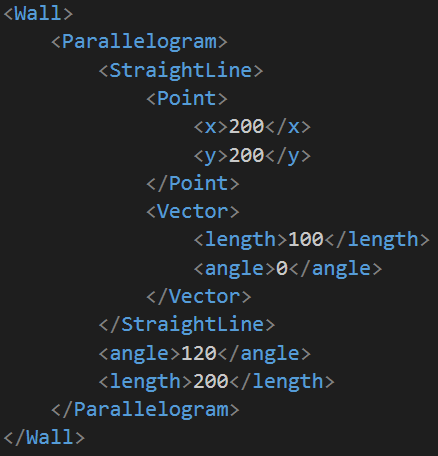 <Wall>
    <Parallelogram>
        <StraightLine>
            <Point>
                <x>200</x>
                <y>200</y>
            </Point>
            <Vector>
                <length>100</length>
                <angle>0</angle>
            </Vector>
        </StraightLine>
        <angle>120</angle>
        <length>200</length>
    </Parallelogram>
</Wall>